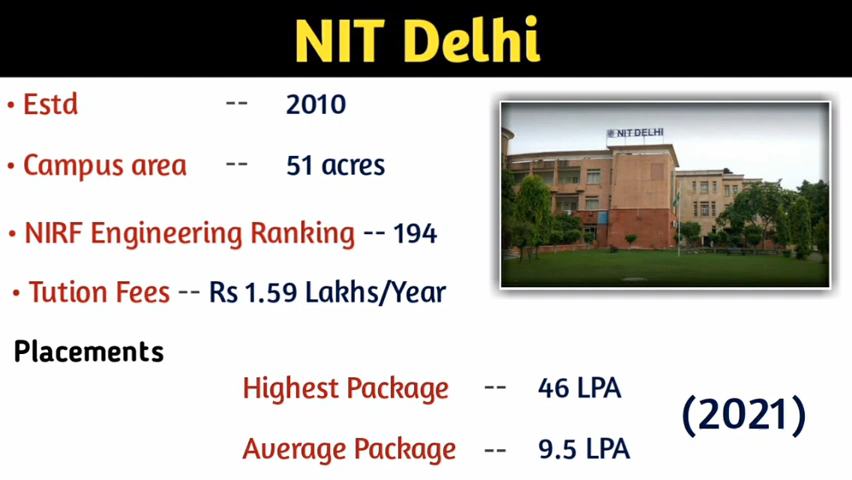 NIT Delhi
• Estd -- 2010
• Campus area -- 51 acres
• NIRF Engineering Ranking -- 194
• Tution Fees -- Rs 1.59 Lakhs/Year
NIT DELHI
Placements
Highest Package -- 46 LPA
(2021)
Average Package -- 9.5 LPA